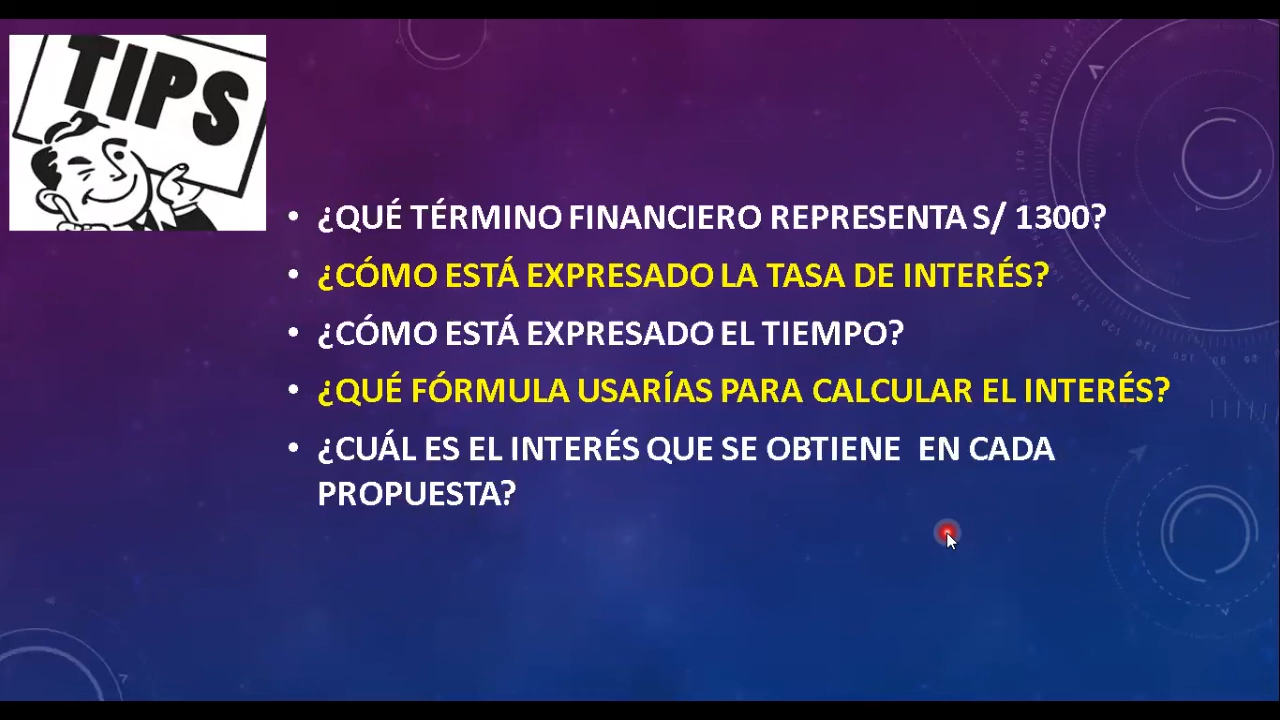 TIPS
• ¿QUÉ TÉRMINO FINANCIERO REPRESENTA S/ 1300?
• ¿CÓMO ESTÁ EXPRESADO LA TASA DE INTERÉS?
• ¿CÓMO ESTÁ EXPRESADO EL TIEMPO?
• ¿QUÉ FÓRMULA USARÍAS PARA CALCULAR EL INTERÉS?
• ¿CUÁL ES EL INTERÉS QUE SE OBTIENE EN CADA
PROPUESTA?